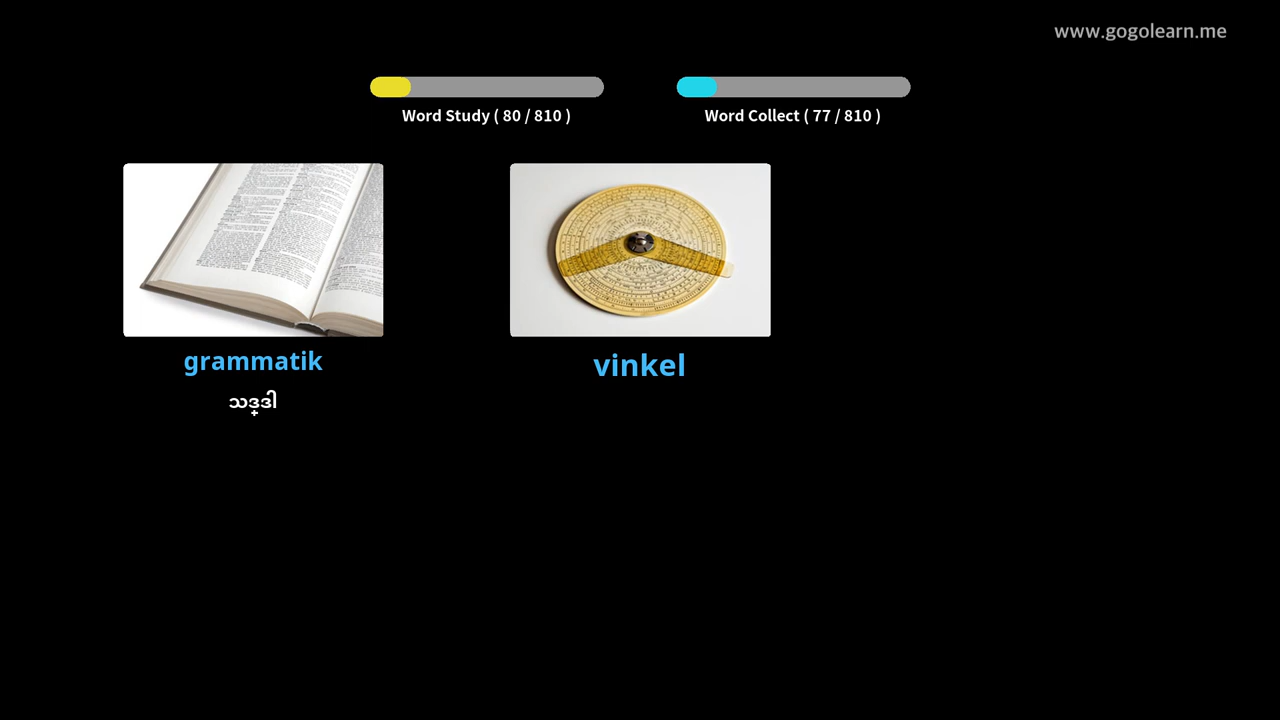 www.gogolearn.me
Word Study ( 80 / 810 )
Word Collect ( 77 / 810 )
grammatik
သဒ္ဒါ
vinkel